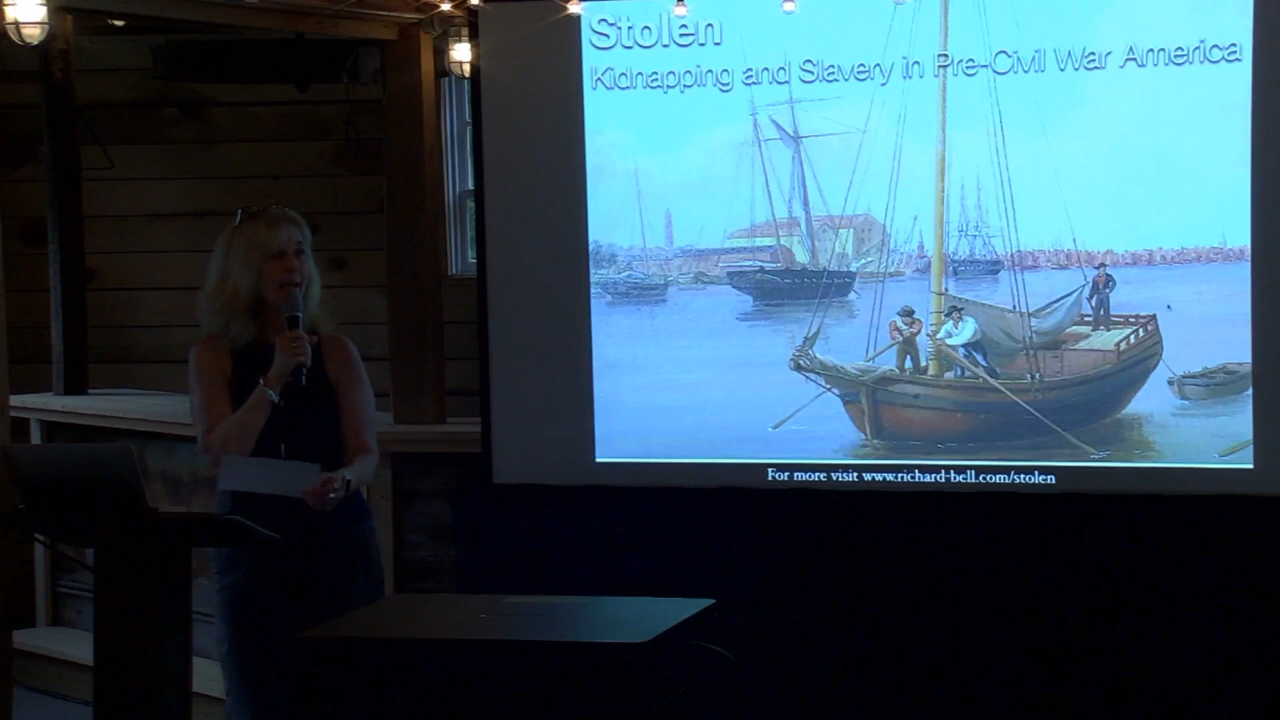 Stolen
Kidnapping and Slavery in Pre-Civil War America
For more visit www.richard-bell.com/stolen